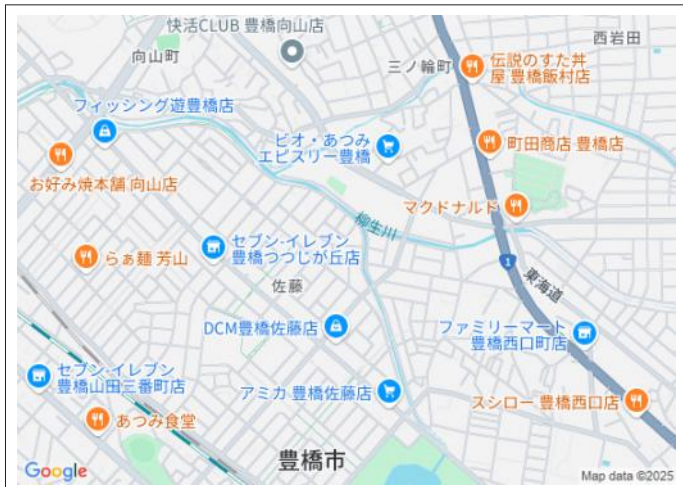 快活CLUB 豊橋向山店
西岩田
向山町
三ノ輪町
伝説のすた丼
屋 豊橋飯村店
フィッシング遊豊橋店
ビオ・あつみ
エピスリー豊橋
町田商店 豊橋店
お好み焼本舗 向山店
マクドナルド
柳生川
セブン-イレブン
豊橋つつじが丘店
らぁ麺 芳山
1
東海道
佐藤
DCM豊橋佐藤店
ファミリーマート
豊橋西口町店
セブン-イレブン
豊橋山田三番町店
アミカ 豊橋佐藤店
スシロー 豊橋西口店
あつみ食堂
豊橋市
Google
Map data ©2025